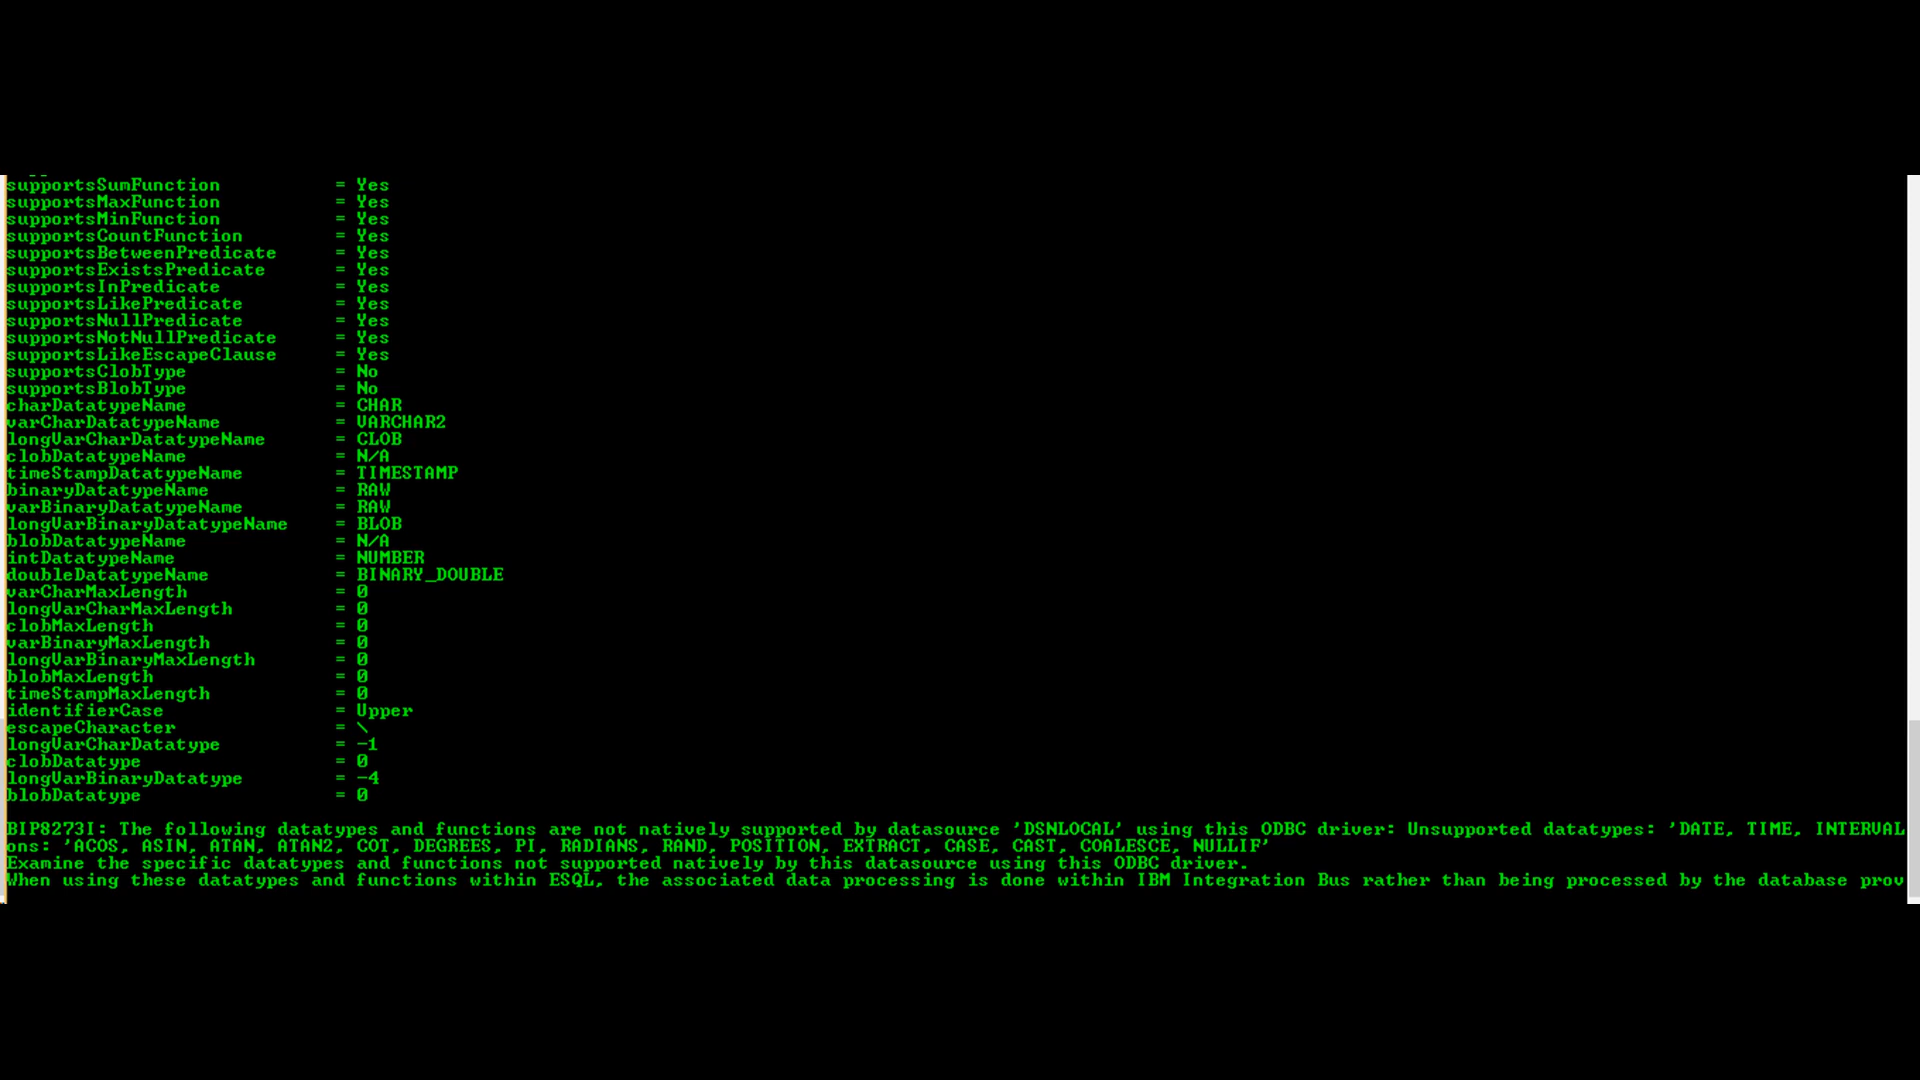 supportsSumFunction = Yes
supportsMaxFunction = Yes
supportsMinFunction = Yes
supportsCountFunction = Yes
supportsBetweenPredicate = Yes
supportsExistsPredicate = Yes
supportsInPredicate = Yes
supportsLikePredicate = Yes
supportsNullPredicate = Yes
supportsNotNullPredicate = Yes
supportsLikeEscapeClause = Yes
supportsClobType = No
supportsBlobType = No
charDatatypeName = CHAR
varCharDatatypeName = VARCHAR2
longVarCharDatatypeName = CLOB
clobDatatypeName = N/A
timeStampDatatypeName = TIMESTAMP
binaryDatatypeName = RAW
varBinaryDatatypeName = RAW
longVarBinaryDatatypeName = BLOB
blobDatatypeName = N/A
intDatatypeName = NUMBER
doubleDatatypeName = BINARY_DOUBLE
varCharMaxLength = 0
longVarCharMaxLength = 0
clobMaxLength = 0
varBinaryMaxLength = 0
longVarBinaryMaxLength = 0
blobMaxLength = 0
timeStampMaxLength = 0
identifierCase = Upper
escapeCharacter = \
longVarCharDatatype = -1
clobDatatype = 0
longVarBinaryDatatype = -4
blobDatatype = 0
BIP8273I: The following datatypes and functions are not natively supported by datasource 'DSNLOCAL' using this ODBC driver: Unsupported datatypes: 'DATE, TIME, INTERVAL
ons: 'ACOS, ASIN, ATAN, ATAN2, COT, DEGREES, PI, RADIANS, RAND, POSITION, EXTRACT, CASE, CAST, COALESCE, NULLIF'
Examine the specific datatypes and functions not supported natively by this datasource using this ODBC driver.
When using these datatypes and functions within ESQL, the associated data processing is done within IBM Integration Bus rather than being processed by the database prov